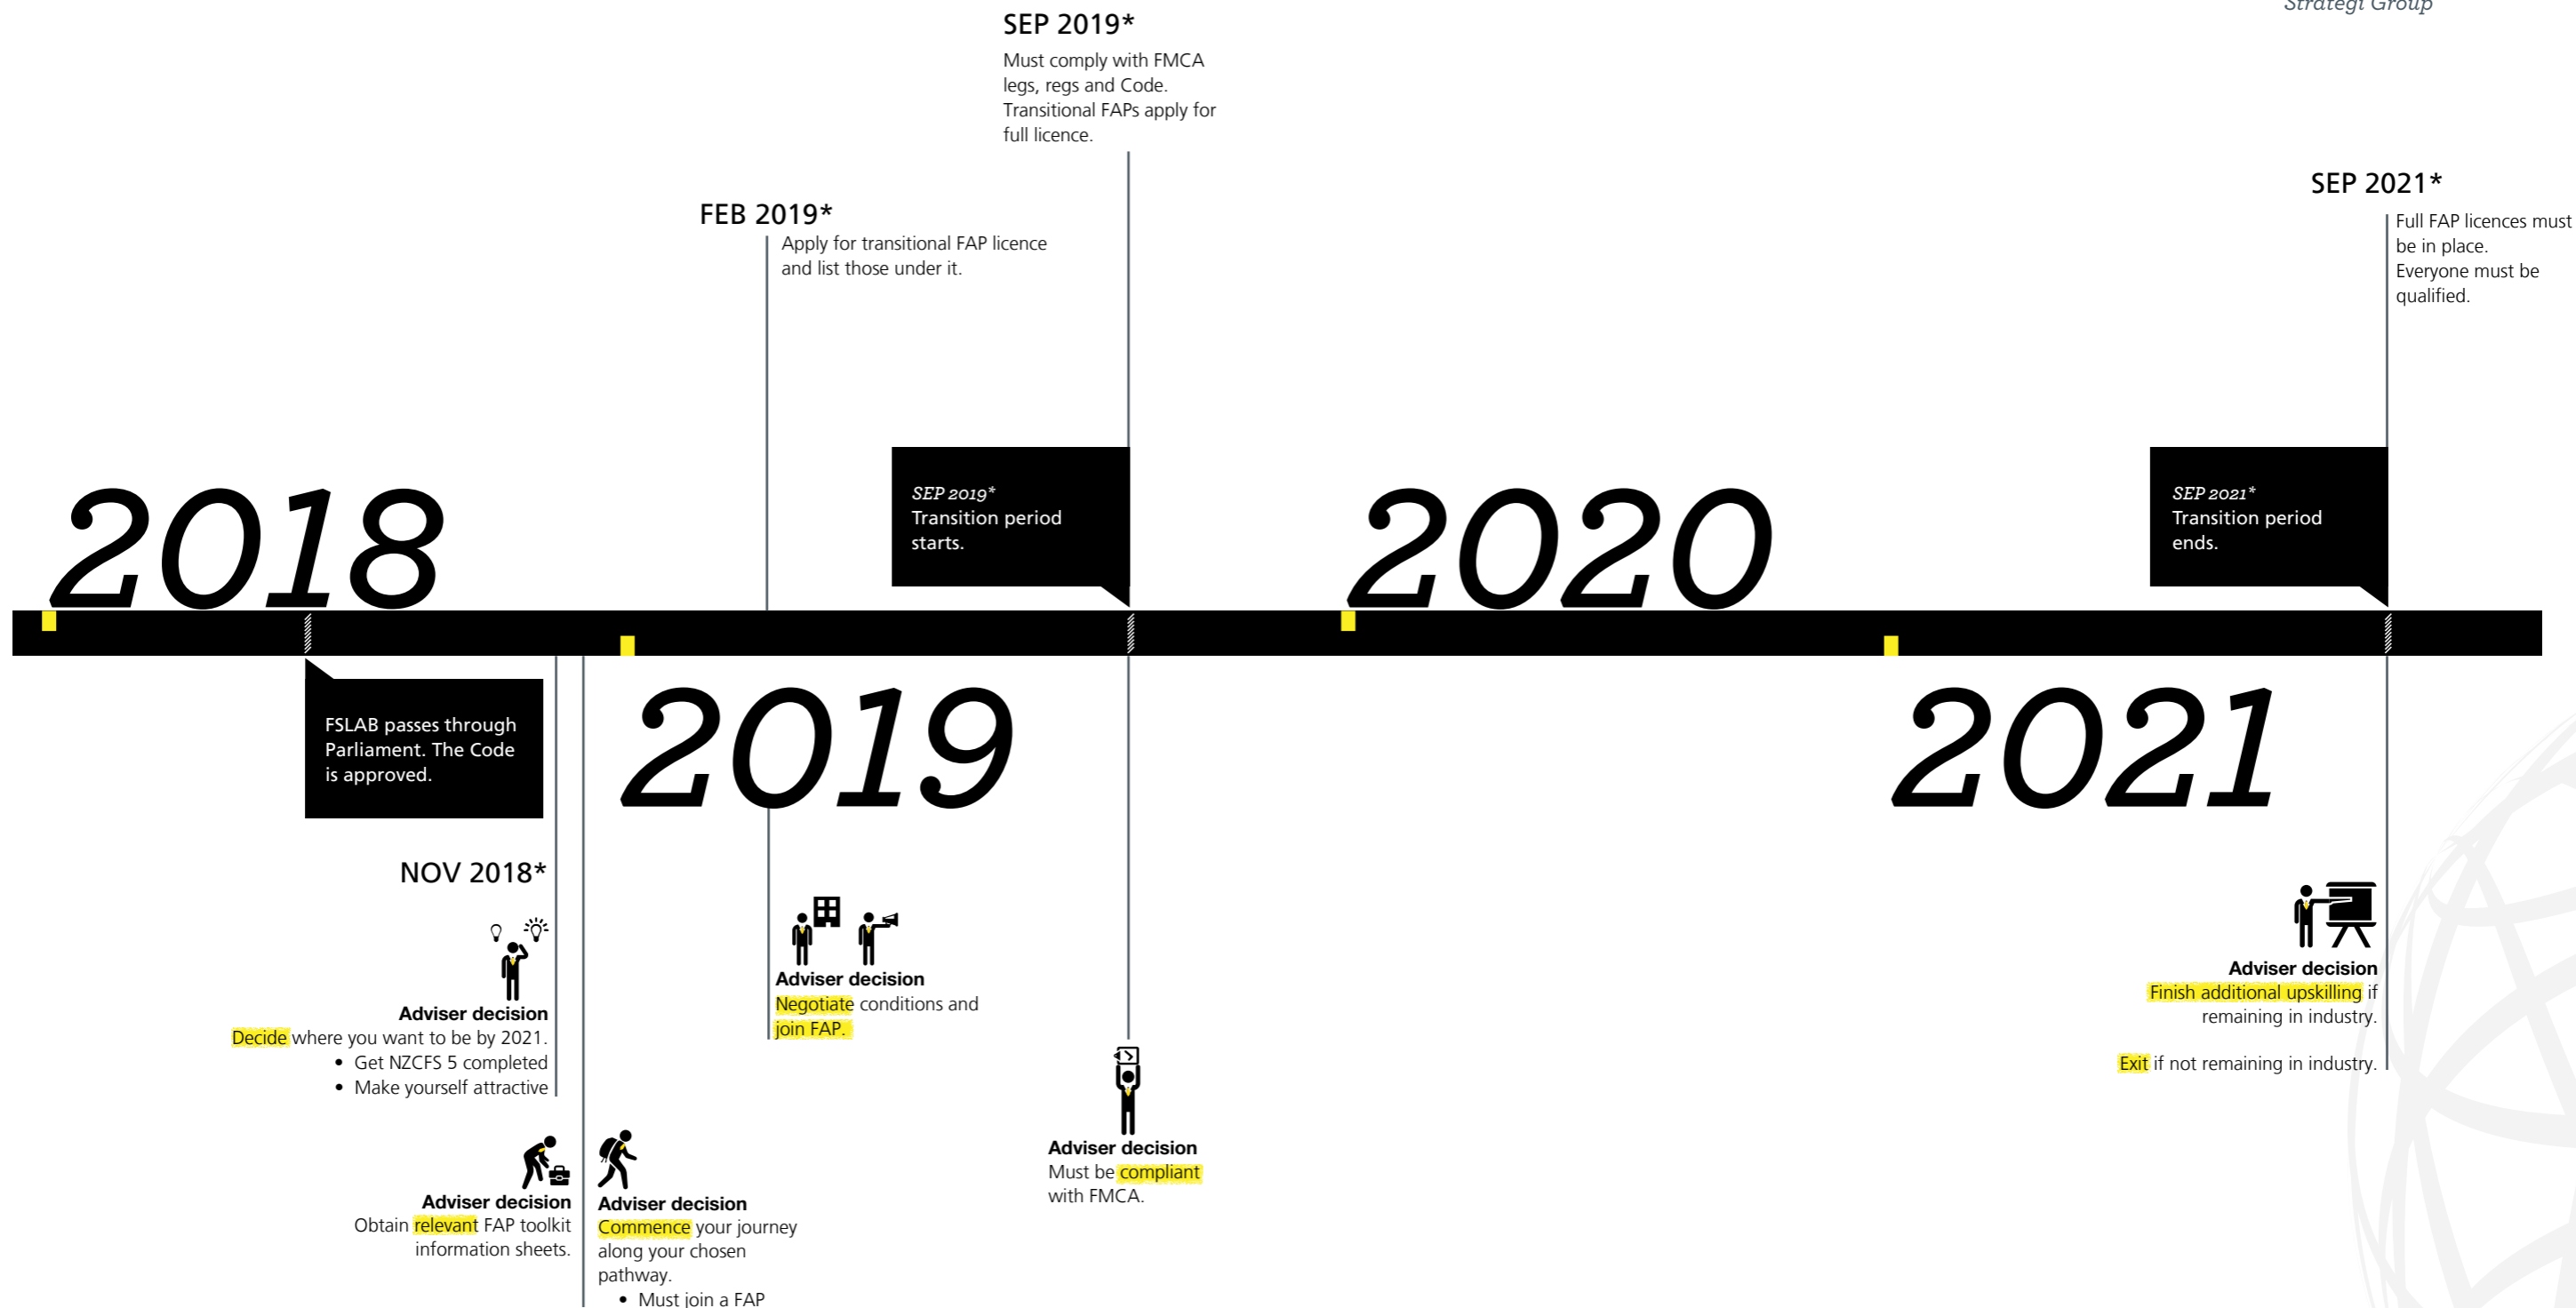 Strategi Group
SEP 2019*
Must comply with FMCA
legs, regs and Code.
Transitional FAPs apply for
full licence.
SEP 2021*
Full FAP licences must
be in place.
Everyone must be
qualified.
FEB 2019*
Apply for transitional FAP licence
and list those under it.
2018
SEP 2019*
Transition period
starts.
2020
SEP 2021*
Transition period
ends.
FSLAB passes through
Parliament. The Code
is approved.
2019
2021
NOV 2018*
Adviser decision
Decide where you want to be by 2021.
• Get NZCFS 5 completed
• Make yourself attractive
Adviser decision
Obtain relevant FAP toolkit
information sheets.
Adviser decision
Commence your journey
along your chosen
pathway.
• Must join a FAP
Adviser decision
Negotiate conditions and
join FAP.
Adviser decision
Must be compliant
with FMCA.
Adviser decision
Finish additional upskilling if
remaining in industry.
Exit if not remaining in industry.